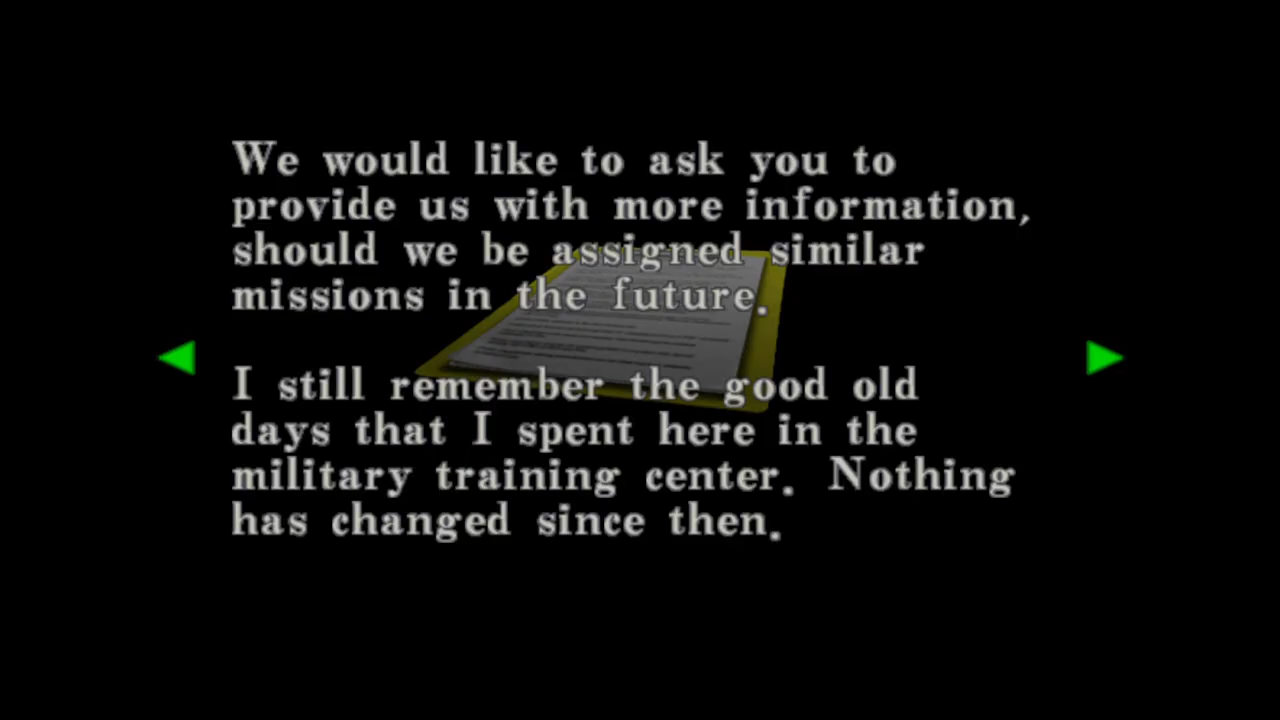 We would like to ask you to
provide us with more information,
should we be assigned similar
missions in the future.
I still remember the good old
days that I spent here in the
military training center. Nothing
has changed since then.